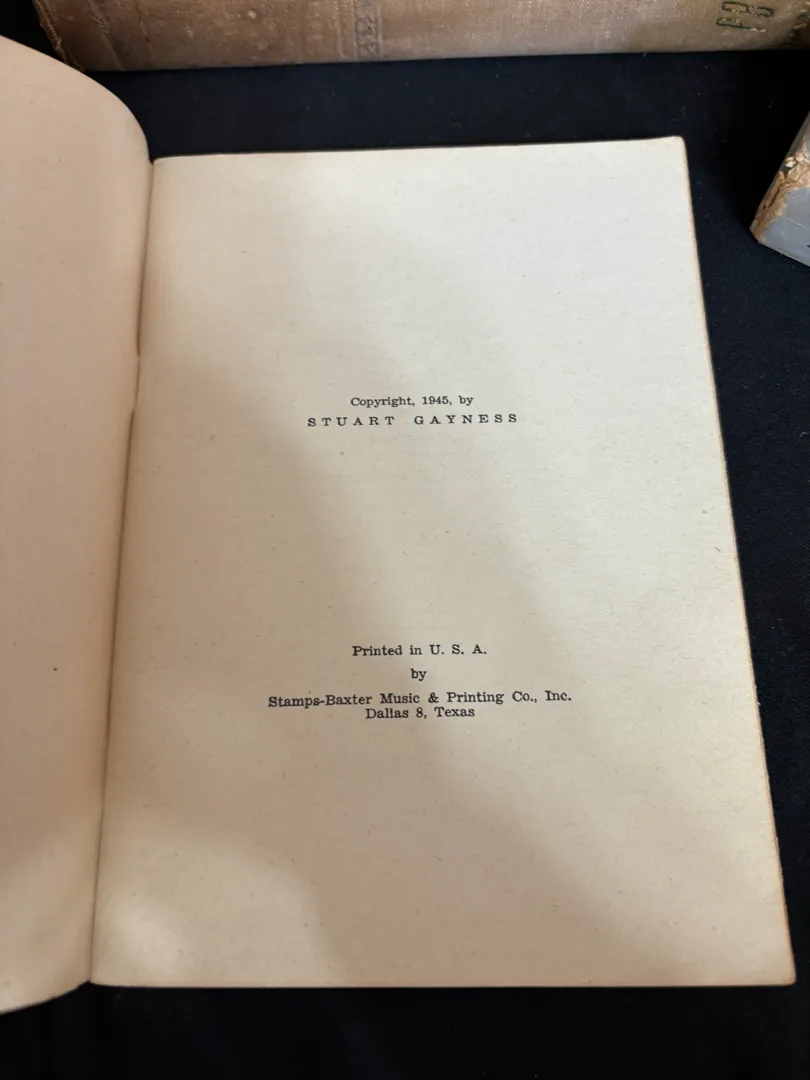 Copyright, 1945, by
STUART GAYNESS
Printed in U. S. A.
by
Stamps-Baxter Music & Printing Co., Inc.
Dallas 8, Texas